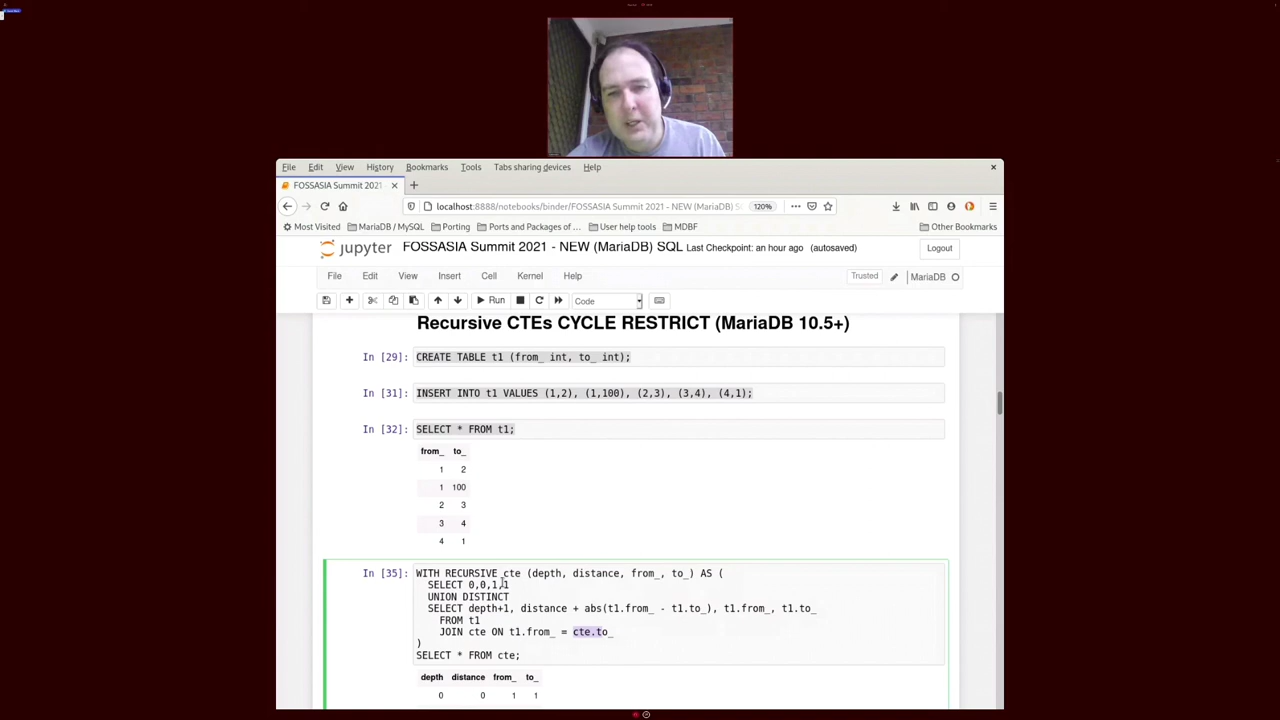 File Edit View History Bookmarks Tools Tabs sharing devices Help
FOSSASIA Summit 2021 -
localhost:8888/notebooks/binder/FOSSASIA Summit 2021 - NEW (MariaDB) S 120%
Most Visited MariaDB / MySQL Porting Ports and Packages of ... User help tools MDBF Other Bookmarks
jupyter FOSSASIA Summit 2021 - NEW (MariaDB) SQL Last Checkpoint: an hour ago (autosaved) Logout
File Edit View Insert Cell Kernel Help Trusted MariaDB
Run Code
Recursive CTEs CYCLE RESTRICT (MariaDB 10.5+)
In [29]: CREATE TABLE t1 (from_ int, to_ int);
In [31]: INSERT INTO t1 VALUES (1,2), (1,100), (2,3), (3,4), (4,1);
In [32]: SELECT * FROM t1;
from_ to_
1 2
1 100
2 3
3 4
4 1
In [35]: WITH RECURSIVE cte (depth, distance, from_, to_) AS (
SELECT 0,0,1,1
UNION DISTINCT
SELECT depth+1, distance + abs(t1.from_ - t1.to_), t1.from_, t1.to_
FROM t1
JOIN cte ON t1.from_ = cte.to_
)
SELECT * FROM cte;
depth distance from_ to_
0 0 1 1